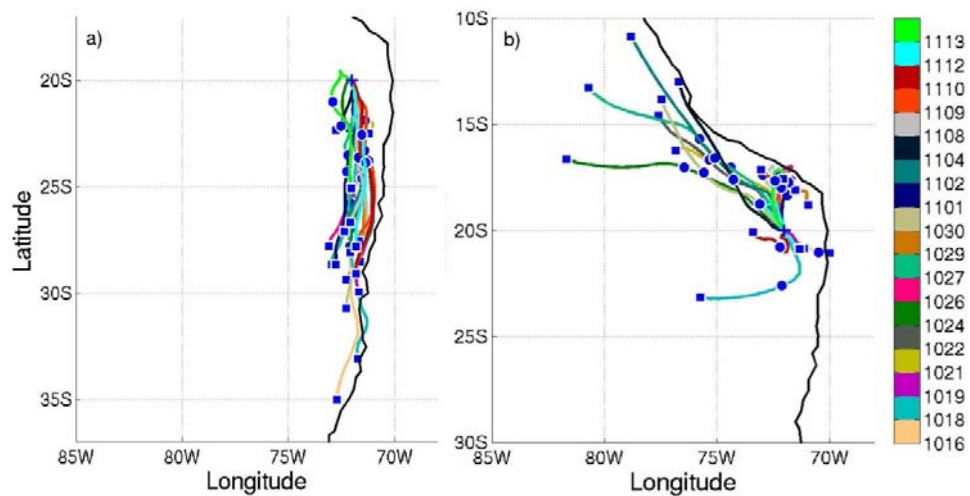 a)
20S
25S
30S
35S
Latitude
85W
80W
75W
70W
Longitude
b)
10S
15S
20S
25S
30S
85W
80W
75W
70W
Longitude
1113
1112
1110
1109
1108
1104
1102
1101
1030
1029
1027
1026
1024
1022
1021
1019
1018
1016